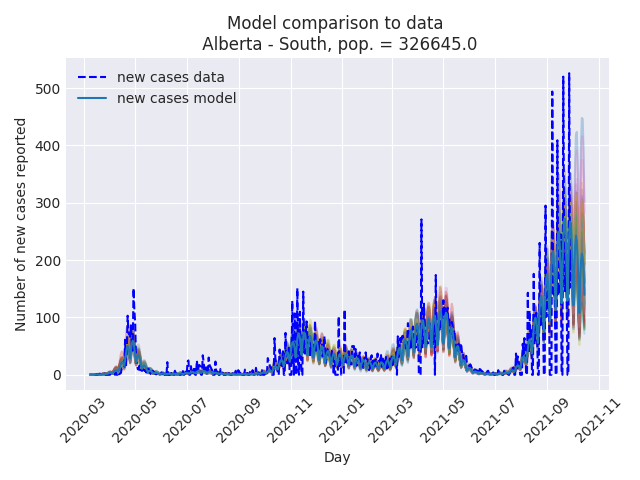 Model comparison to data
Alberta - South, pop. = 326645.0
new cases data
new cases model
Number of new cases reported
500
400
300
200
100
0
2020-03
2020-05
2020-07
2020-09
2020-11
2021-01
2021-03
2021-05
2021-07
2021-09
2021-11
Day